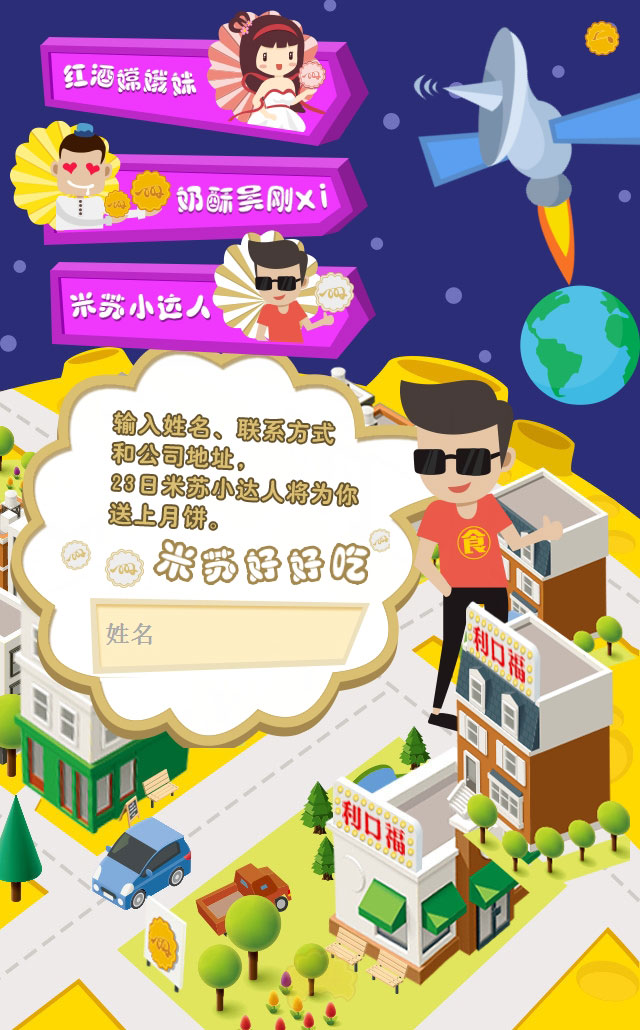 红酒嫦娥妹
奶酥吴刚xi
米苏小达人
输入姓名、联系方式
和公司地址，
23日米苏小达人将为你
送上月饼。
米苏好好吃
姓名
食
利口福
利口福